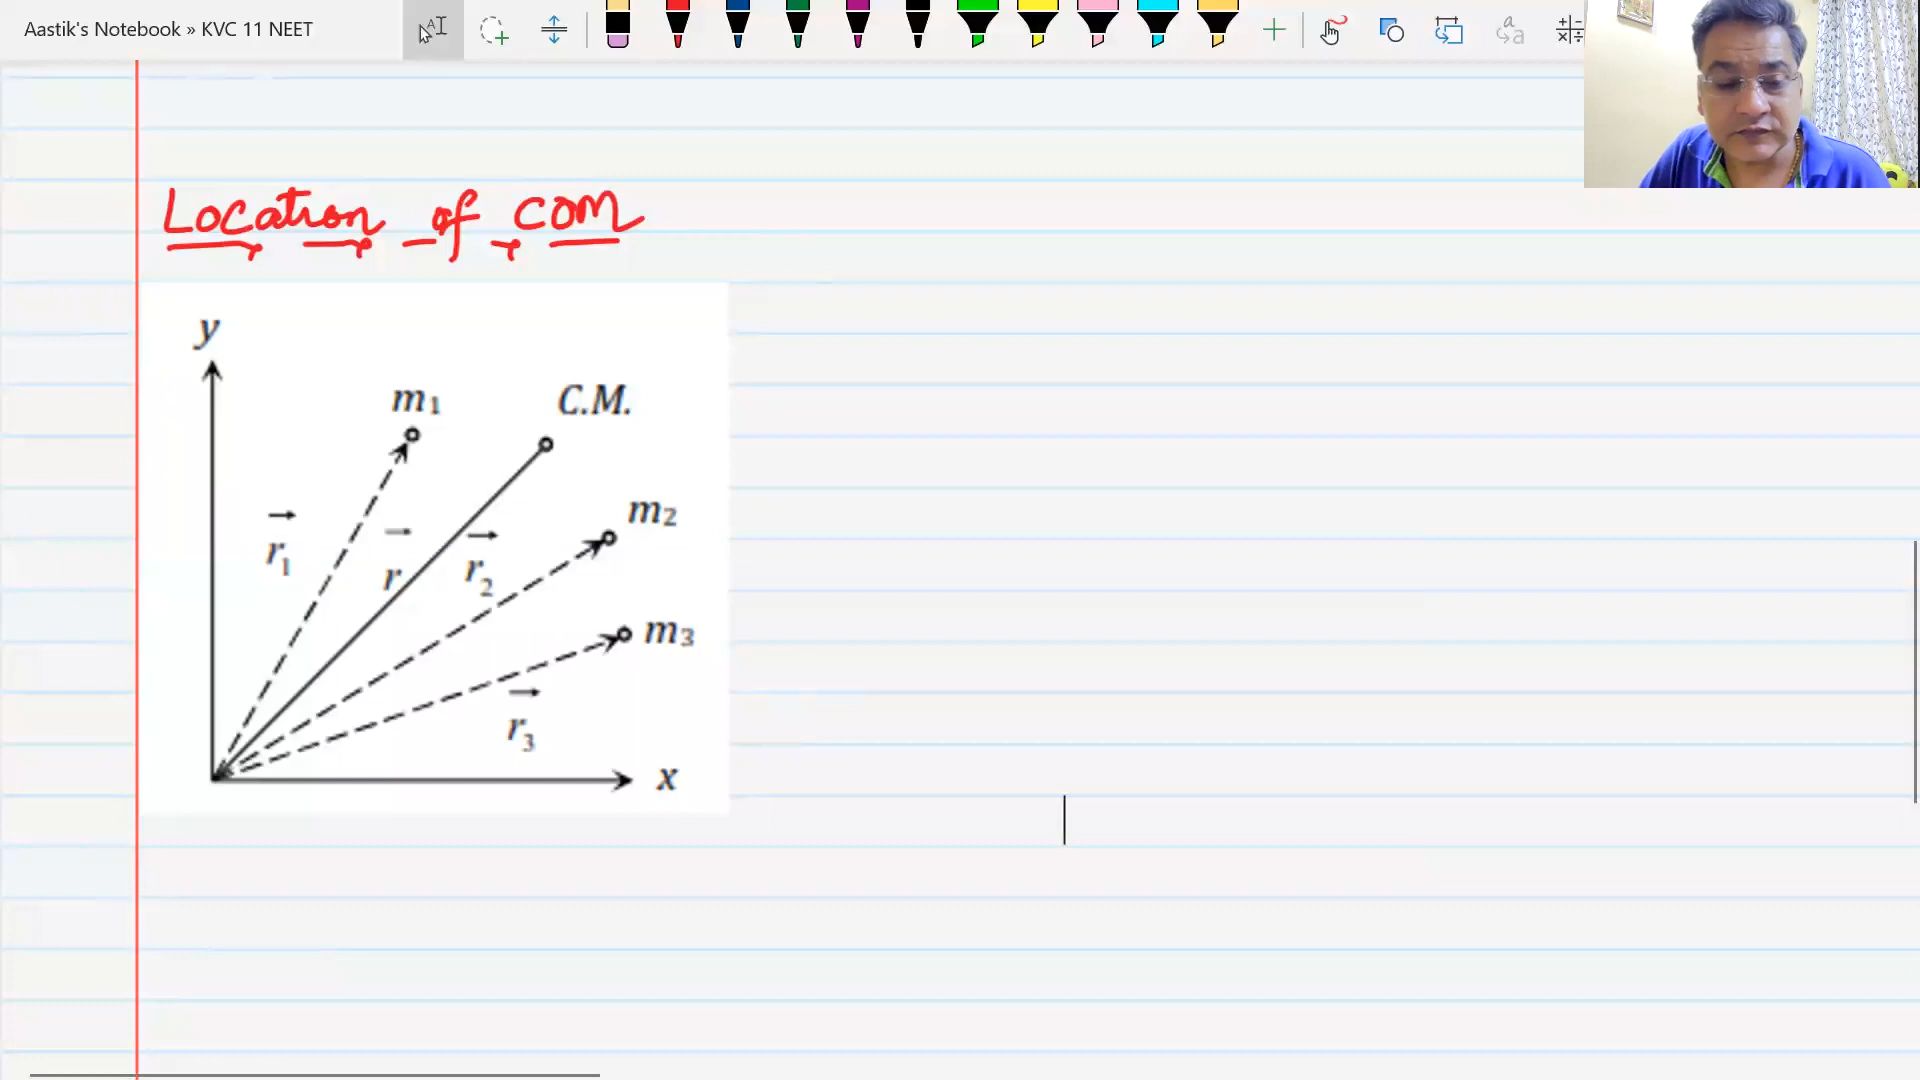 Aastik's Notebook » KVC 11 NEET
Location of COM
y
m1
C.M.
m2
r1
r
r2
m3
r3
x